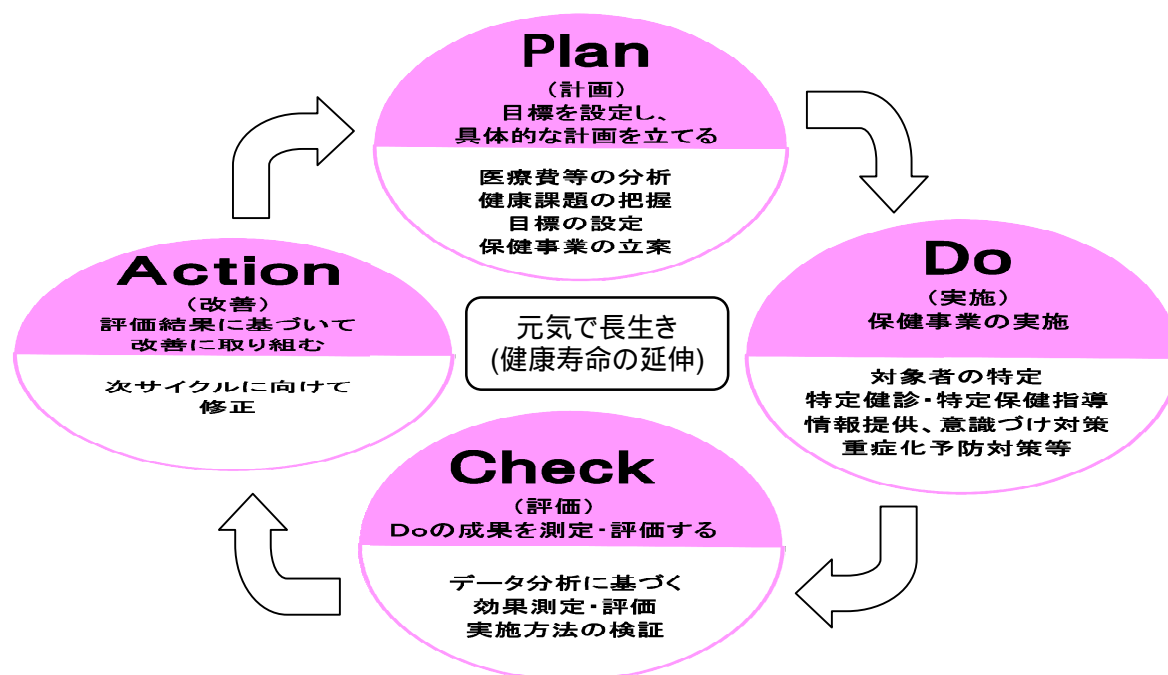 Plan
（計画）
目標を設定し、
具体的な計画を立てる
医療費等の分析
健康課題の把握
目標の設定
保健事業の立案
Do
（実施）
保健事業の実施
対象者の特定
特定健診・特定保健指導
情報提供、意識づけ対策
重症化予防対策等
Check
（評価）
Doの成果を測定・評価する
データ分析に基づく
効果測定・評価
実施方法の検証
Action
（改善）
評価結果に基づいて
改善に取り組む
次サイクルに向けて
修正
元気で長生き
(健康寿命の延伸)